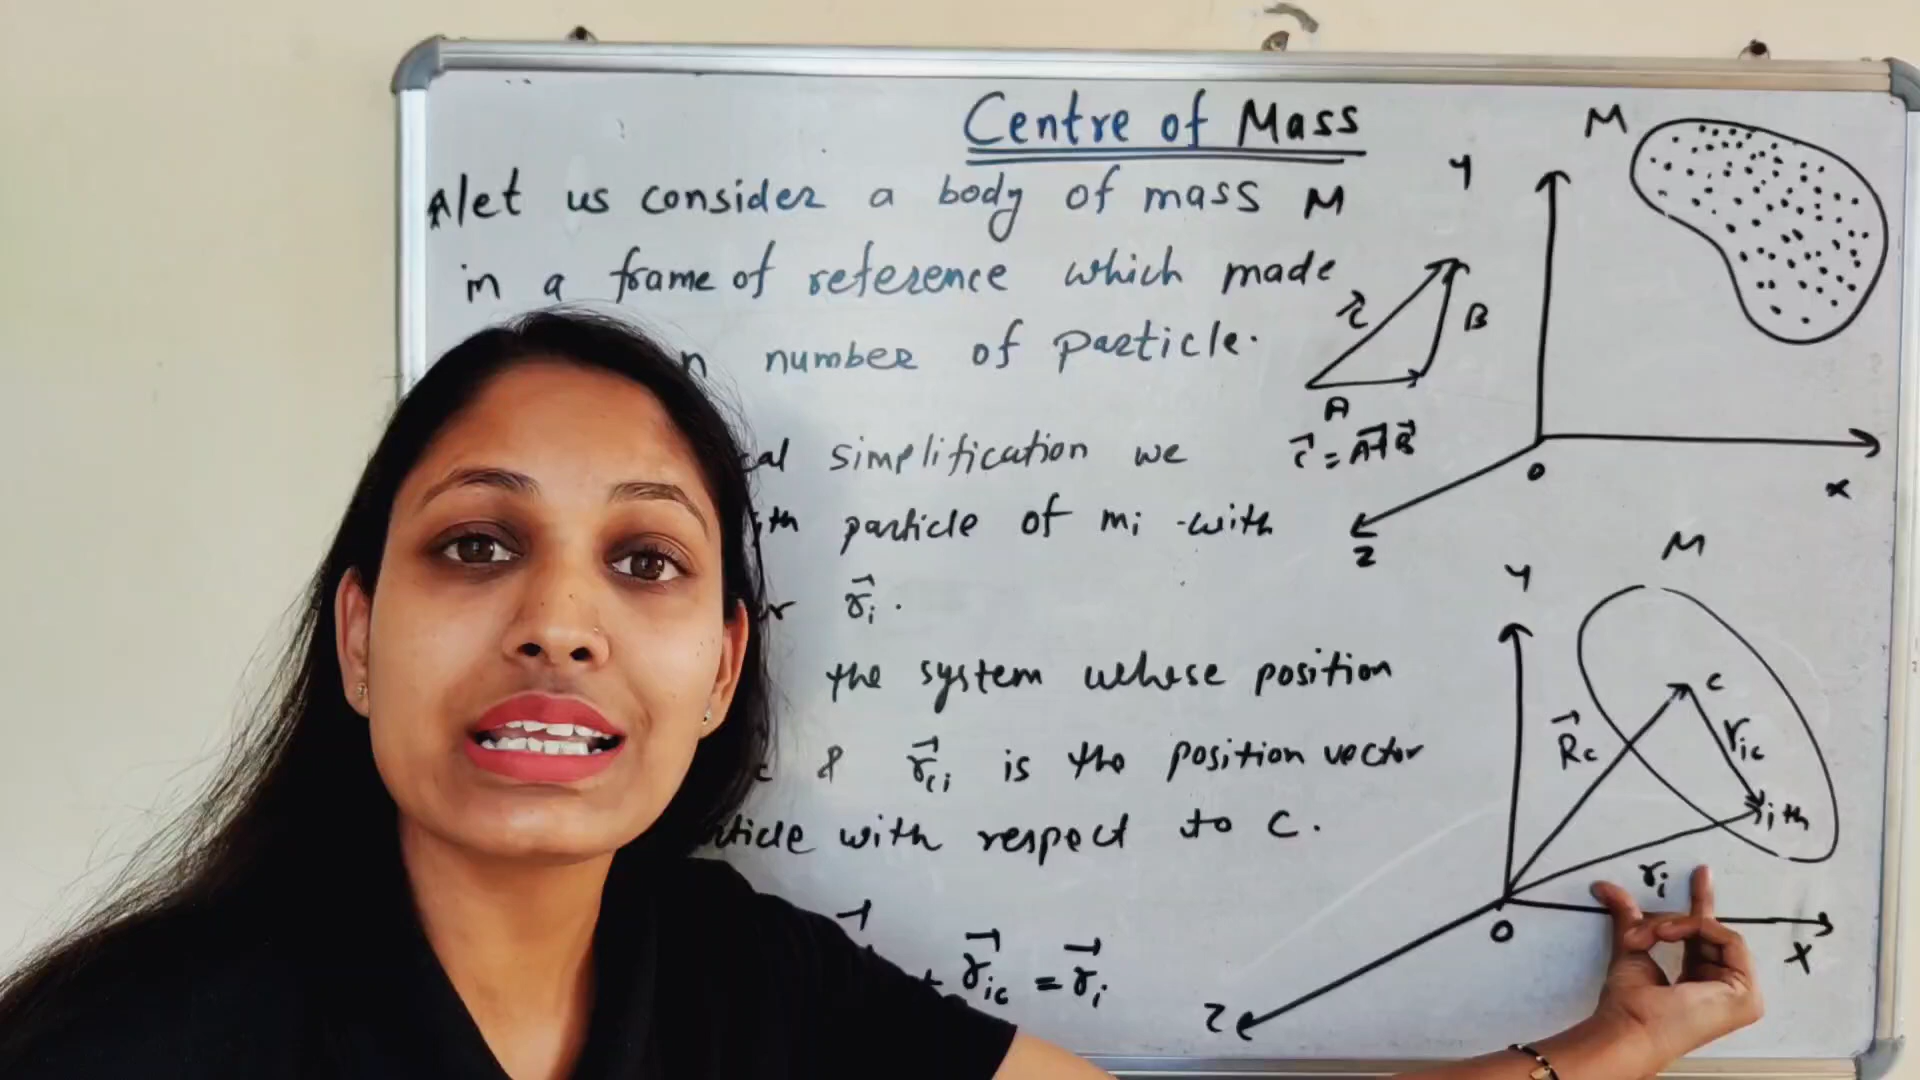 Centre of Mass
let us consider a body of mass M
in a frame of reference which made
n number of particle.
simplification we
ith particle of mi with
r⃗i.
the system whose position
& r⃗ci is the position vector
with respect to C.
+ r⃗ic = r⃗i
M
Y
X
O
Z
B
A
r⃗ = A⃗+B⃗
M
Y
C
R⃗c
ric
ith
ri
O
X
Z